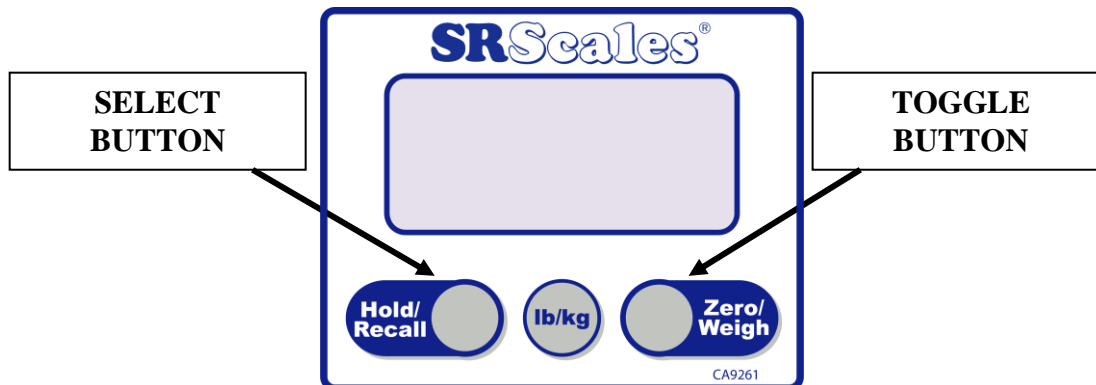 SRScales®
SELECT
BUTTON
TOGGLE
BUTTON
Hold/
Recall
lb/kg
Zero/
Weigh
CA9261